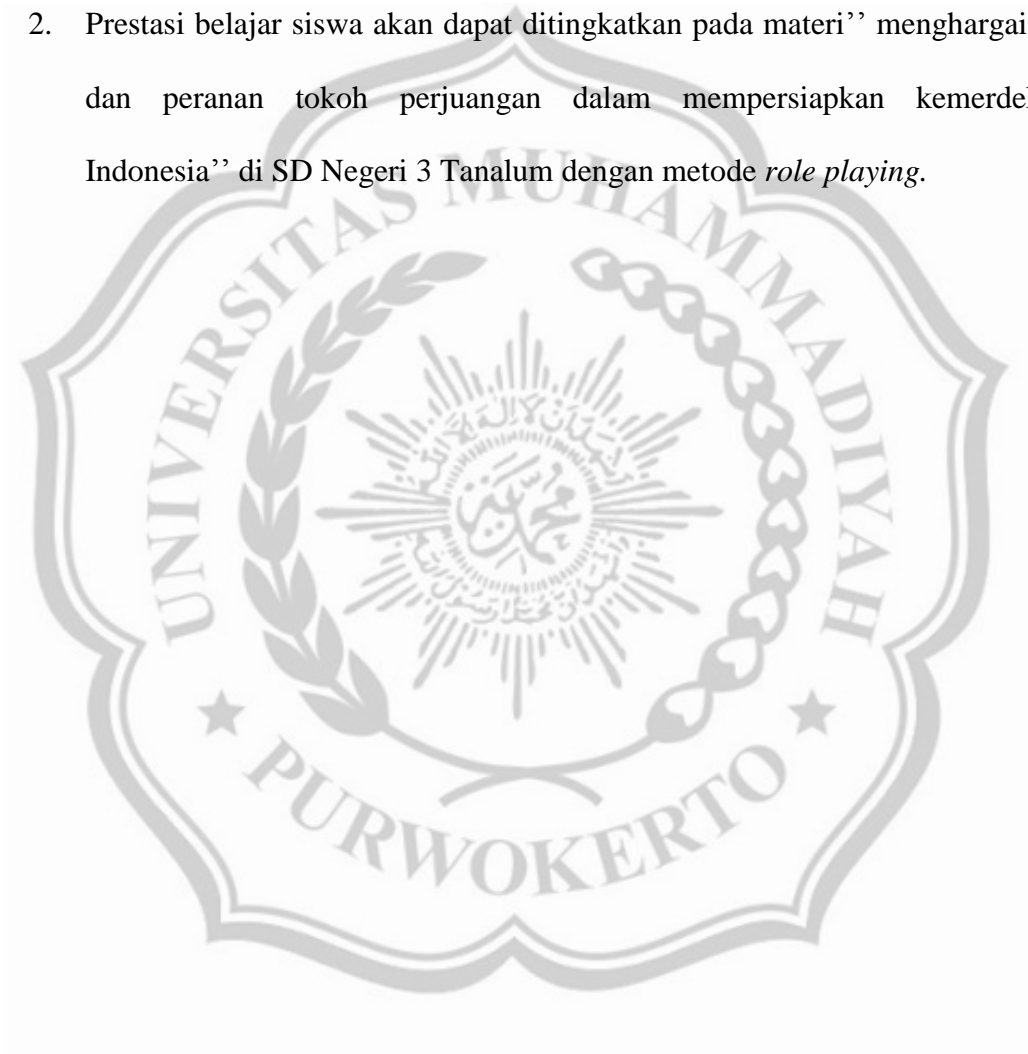 2. Prestasi belajar siswa akan dapat ditingkatkan pada materi’’ menghargai
dan peranan tokoh perjuangan dalam mempersiapkan
Indonesia’’ di SD Negeri 3 Tanalum dengan metode role playing.
UNIVERSITAS MUHAMMADIYAH
PURWOKERTO
محمد